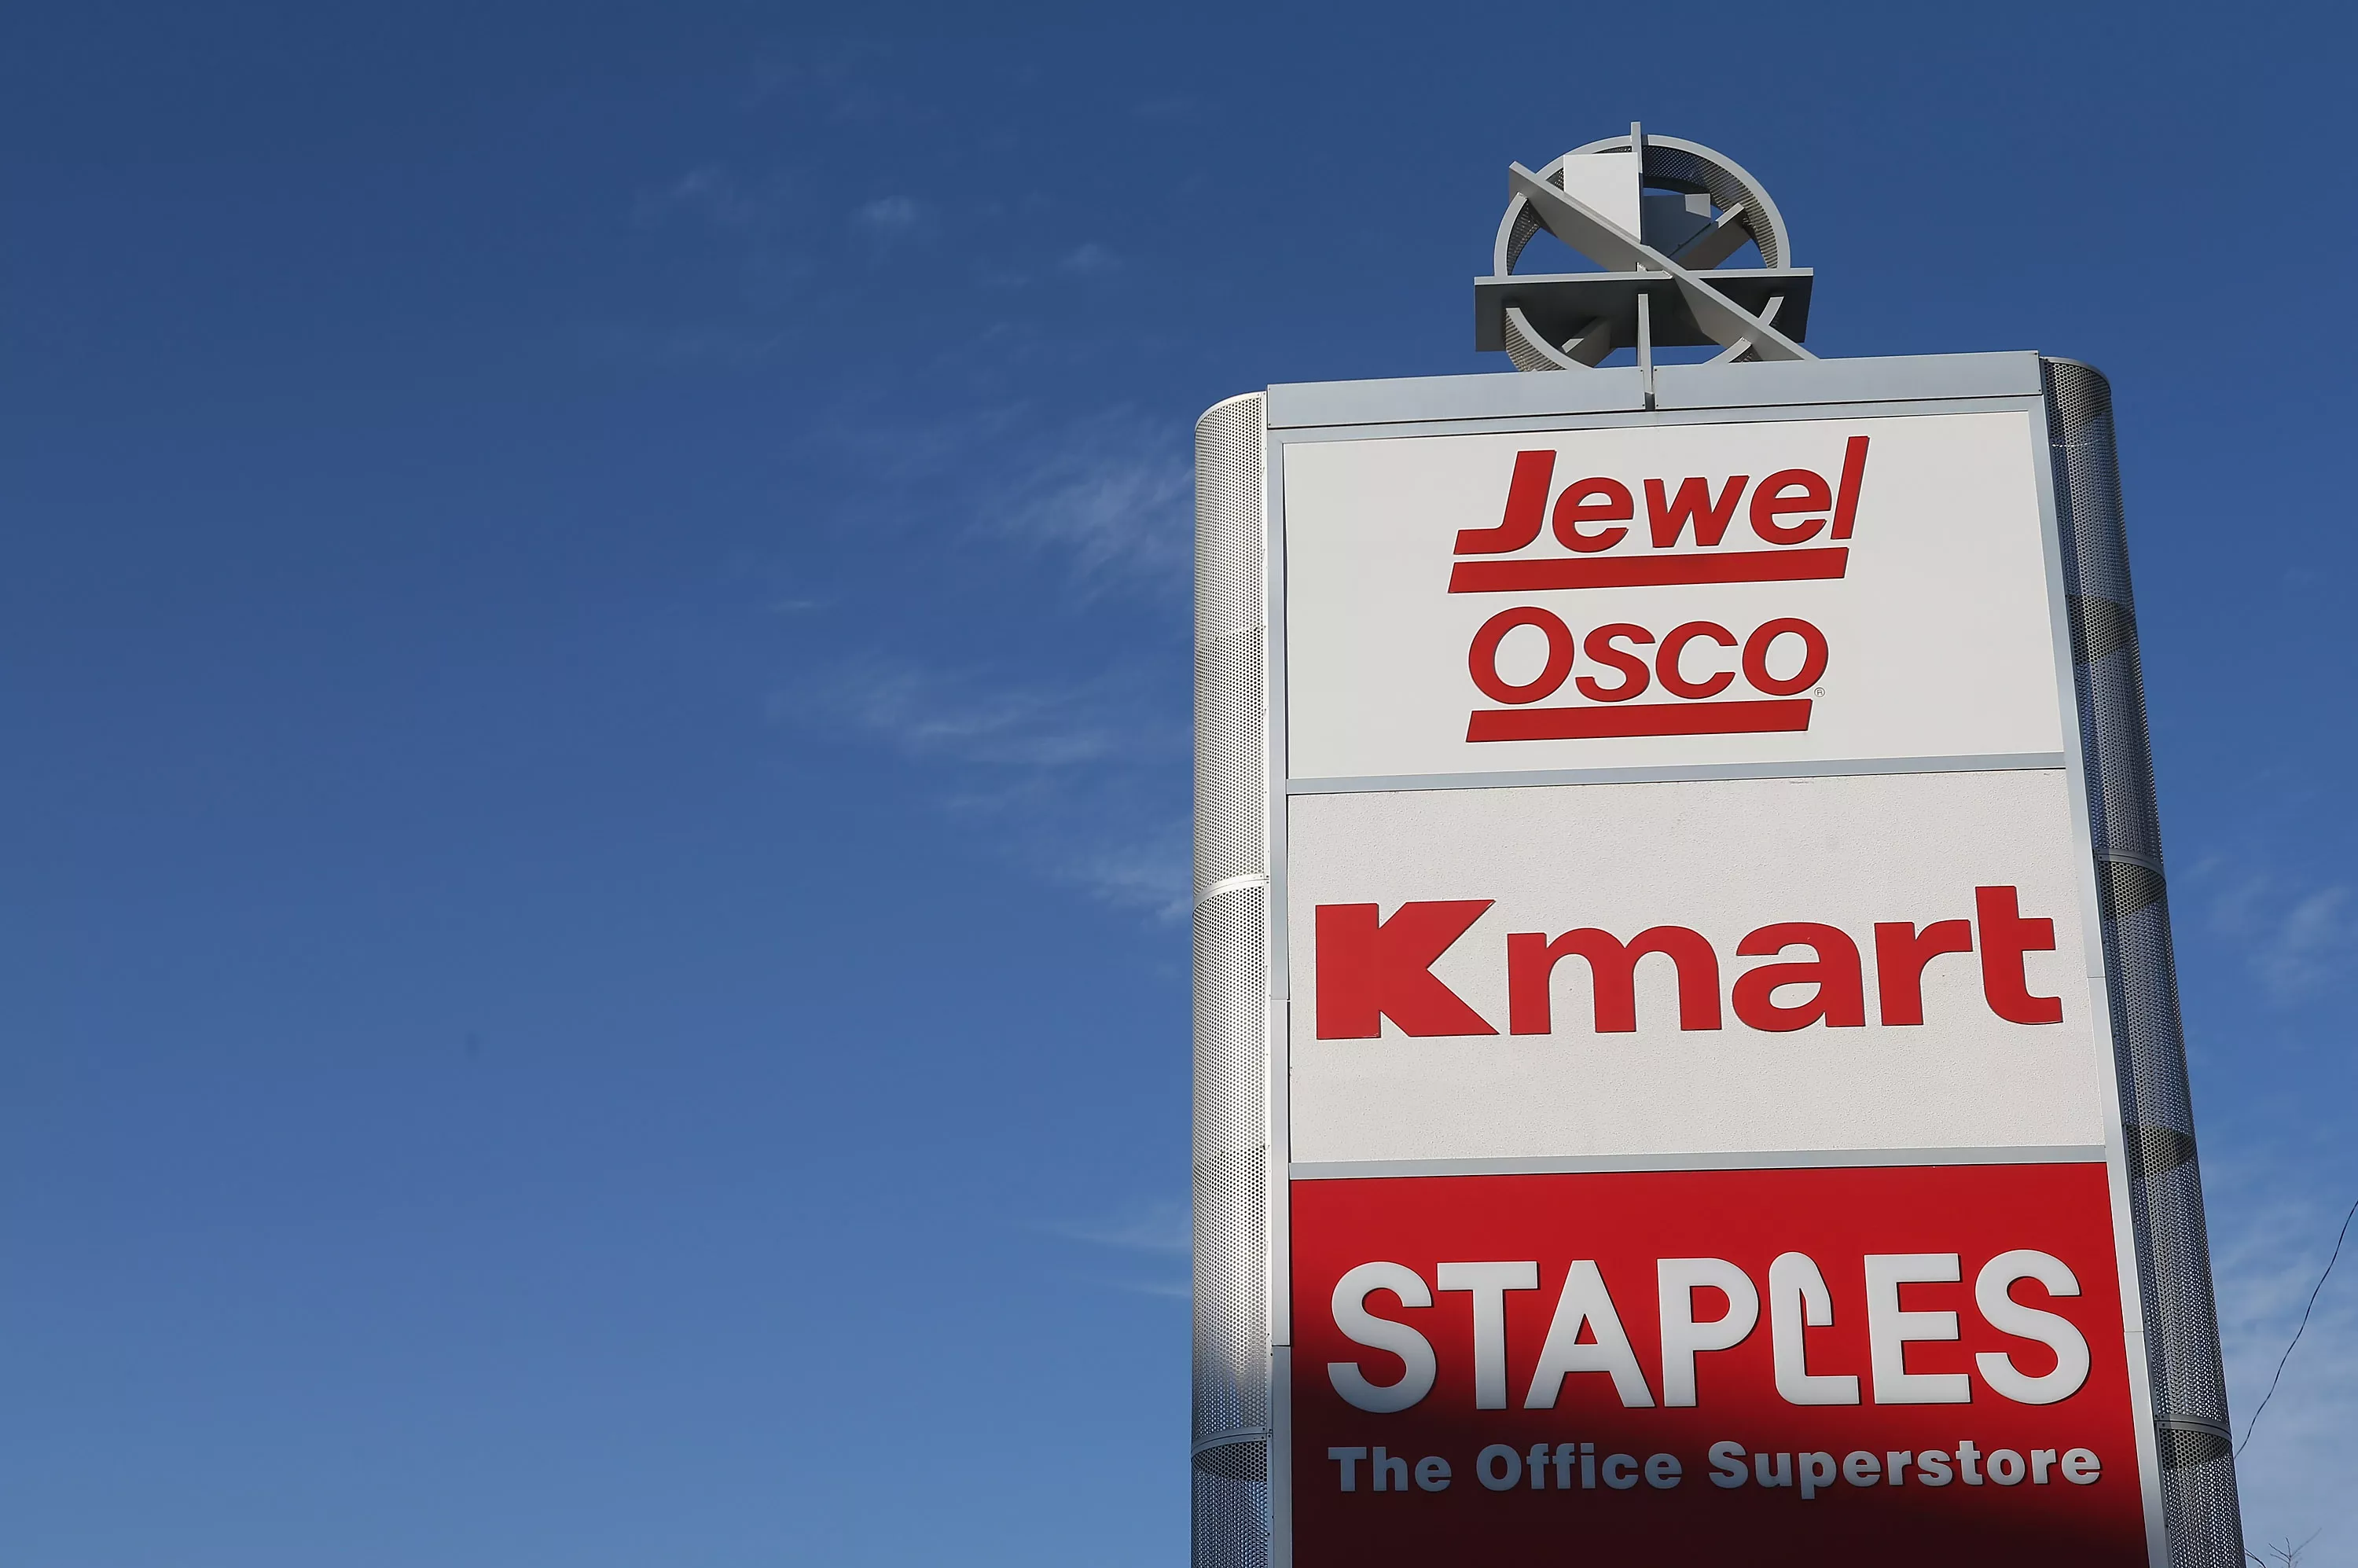 Jewel
Osco®
Kmart
STAPLES
The Office Superstore